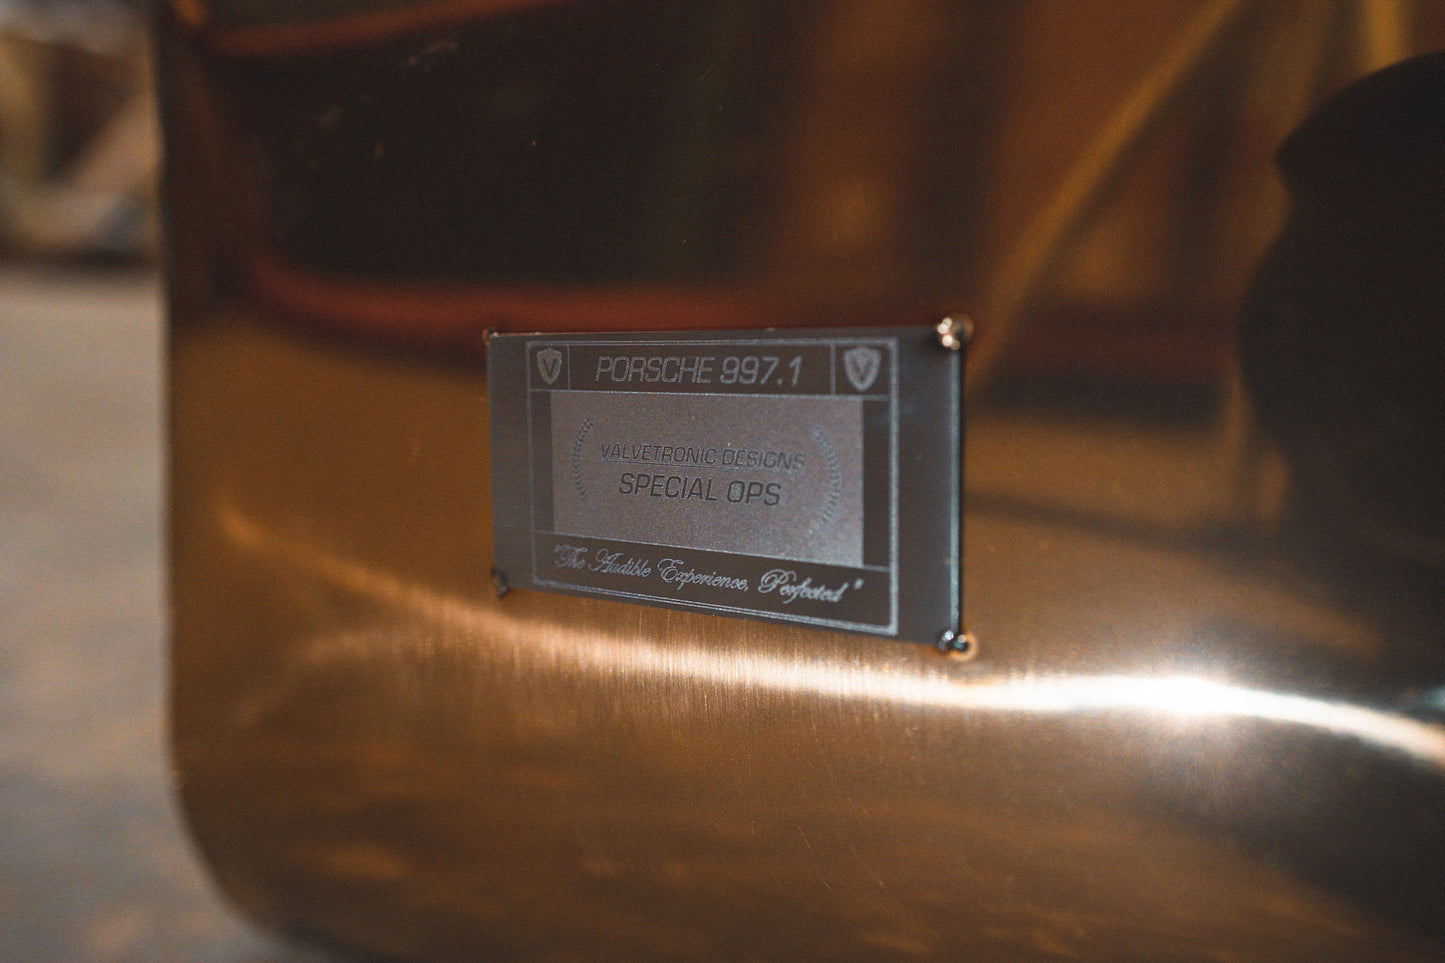 V PORSCHE 997.1 V
VALVETRONIC DESIGNS
SPECIAL OPS
"The Audible Experience, Perfected"